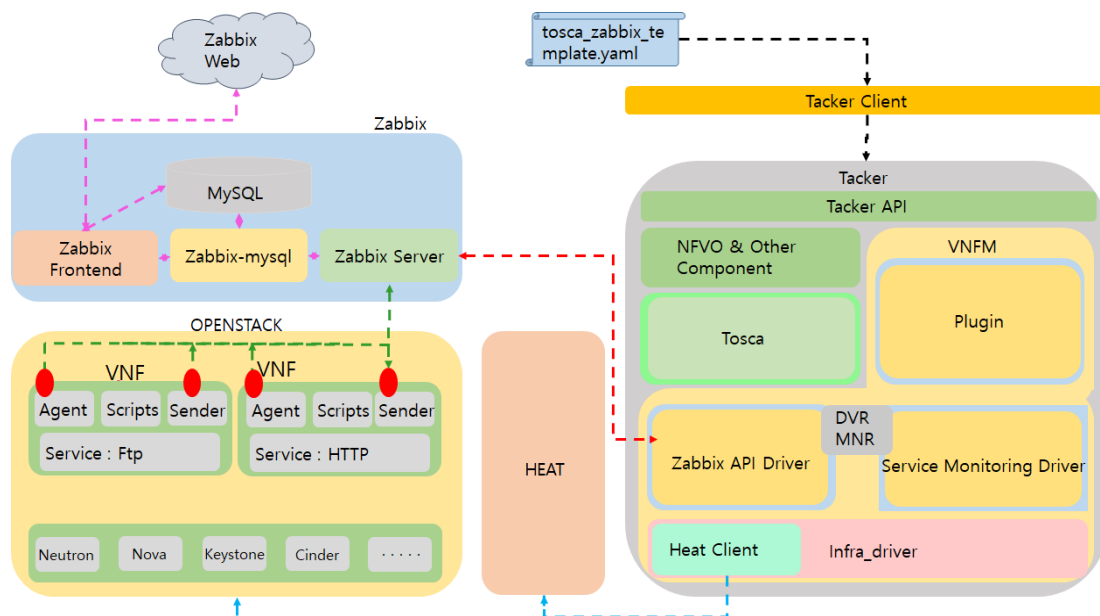 Zabbix
Web
tosca_zabbix_te
mplate.yaml
Tacker Client
Zabbix
MySQL
Zabbix
Frontend
Zabbix-mysql
Zabbix Server
Tacker
Tacker API
NFVO & Other
Component
VNFM
Plugin
Tosca
OPENSTACK
VNF
VNF
Agent
Scripts
Sender
Agent
Scripts
Sender
Service : Ftp
Service : HTTP
HEAT
DVR
MNR
Zabbix API Driver
Service Monitoring Driver
Neutron
Nova
Keystone
Cinder
· · · · ·
Heat Client
Infra_driver